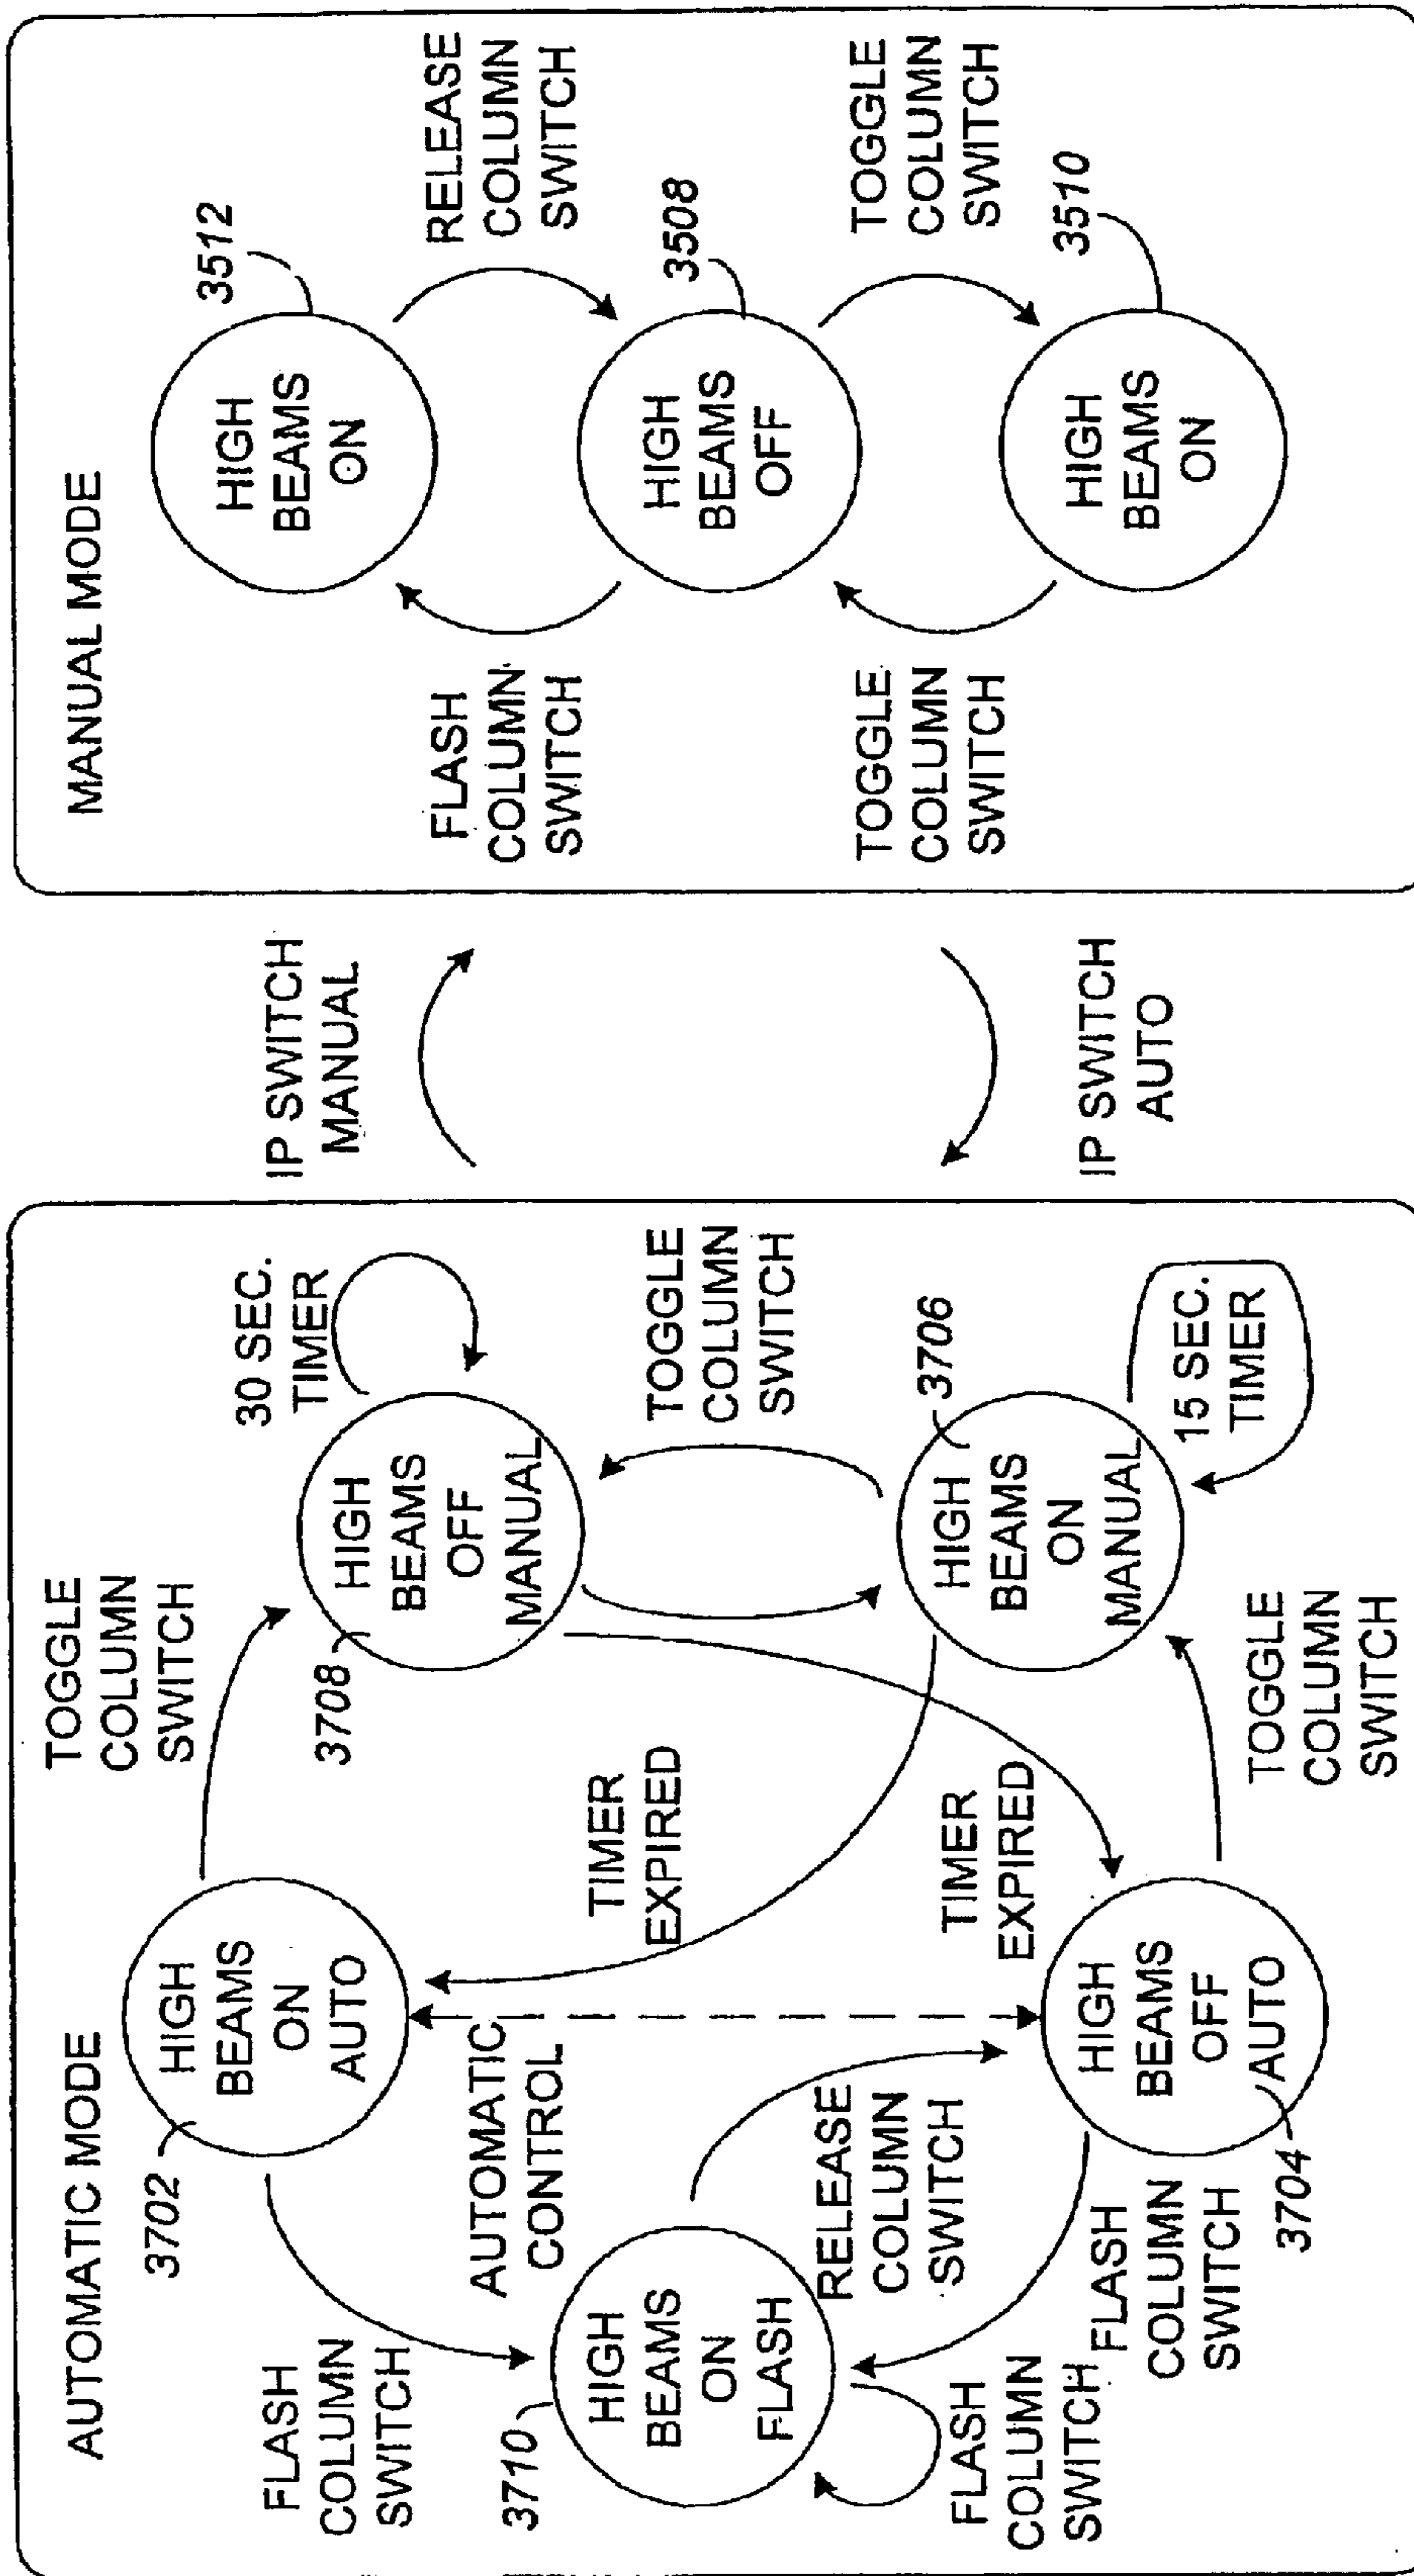 AUTOMATIC MODE
3702
HIGH
BEAMS
ON
AUTO
TOGGLE
COLUMN
SWITCH
3708
HIGH
BEAMS
OFF
MANUAL
30 SEC.
TIMER
FLASH
COLUMN
SWITCH
AUTOMATIC
CONTROL
TIMER
EXPIRED
TOGGLE
COLUMN
SWITCH
3710
HIGH
BEAMS
ON
FLASH
RELEASE
COLUMN
SWITCH
TIMER
EXPIRED
3706
HIGH
BEAMS
ON
MANUAL
15 SEC.
TIMER
FLASH
COLUMN
SWITCH
FLASH
COLUMN
SWITCH
HIGH
BEAMS
OFF
AUTO
3704
TOGGLE
COLUMN
SWITCH
IP SWITCH
MANUAL
IP SWITCH
AUTO
MANUAL MODE
HIGH
BEAMS
ON
3512
FLASH
COLUMN
SWITCH
RELEASE
COLUMN
SWITCH
HIGH
BEAMS
OFF
3508
TOGGLE
COLUMN
SWITCH
TOGGLE
COLUMN
SWITCH
HIGH
BEAMS
ON
3510